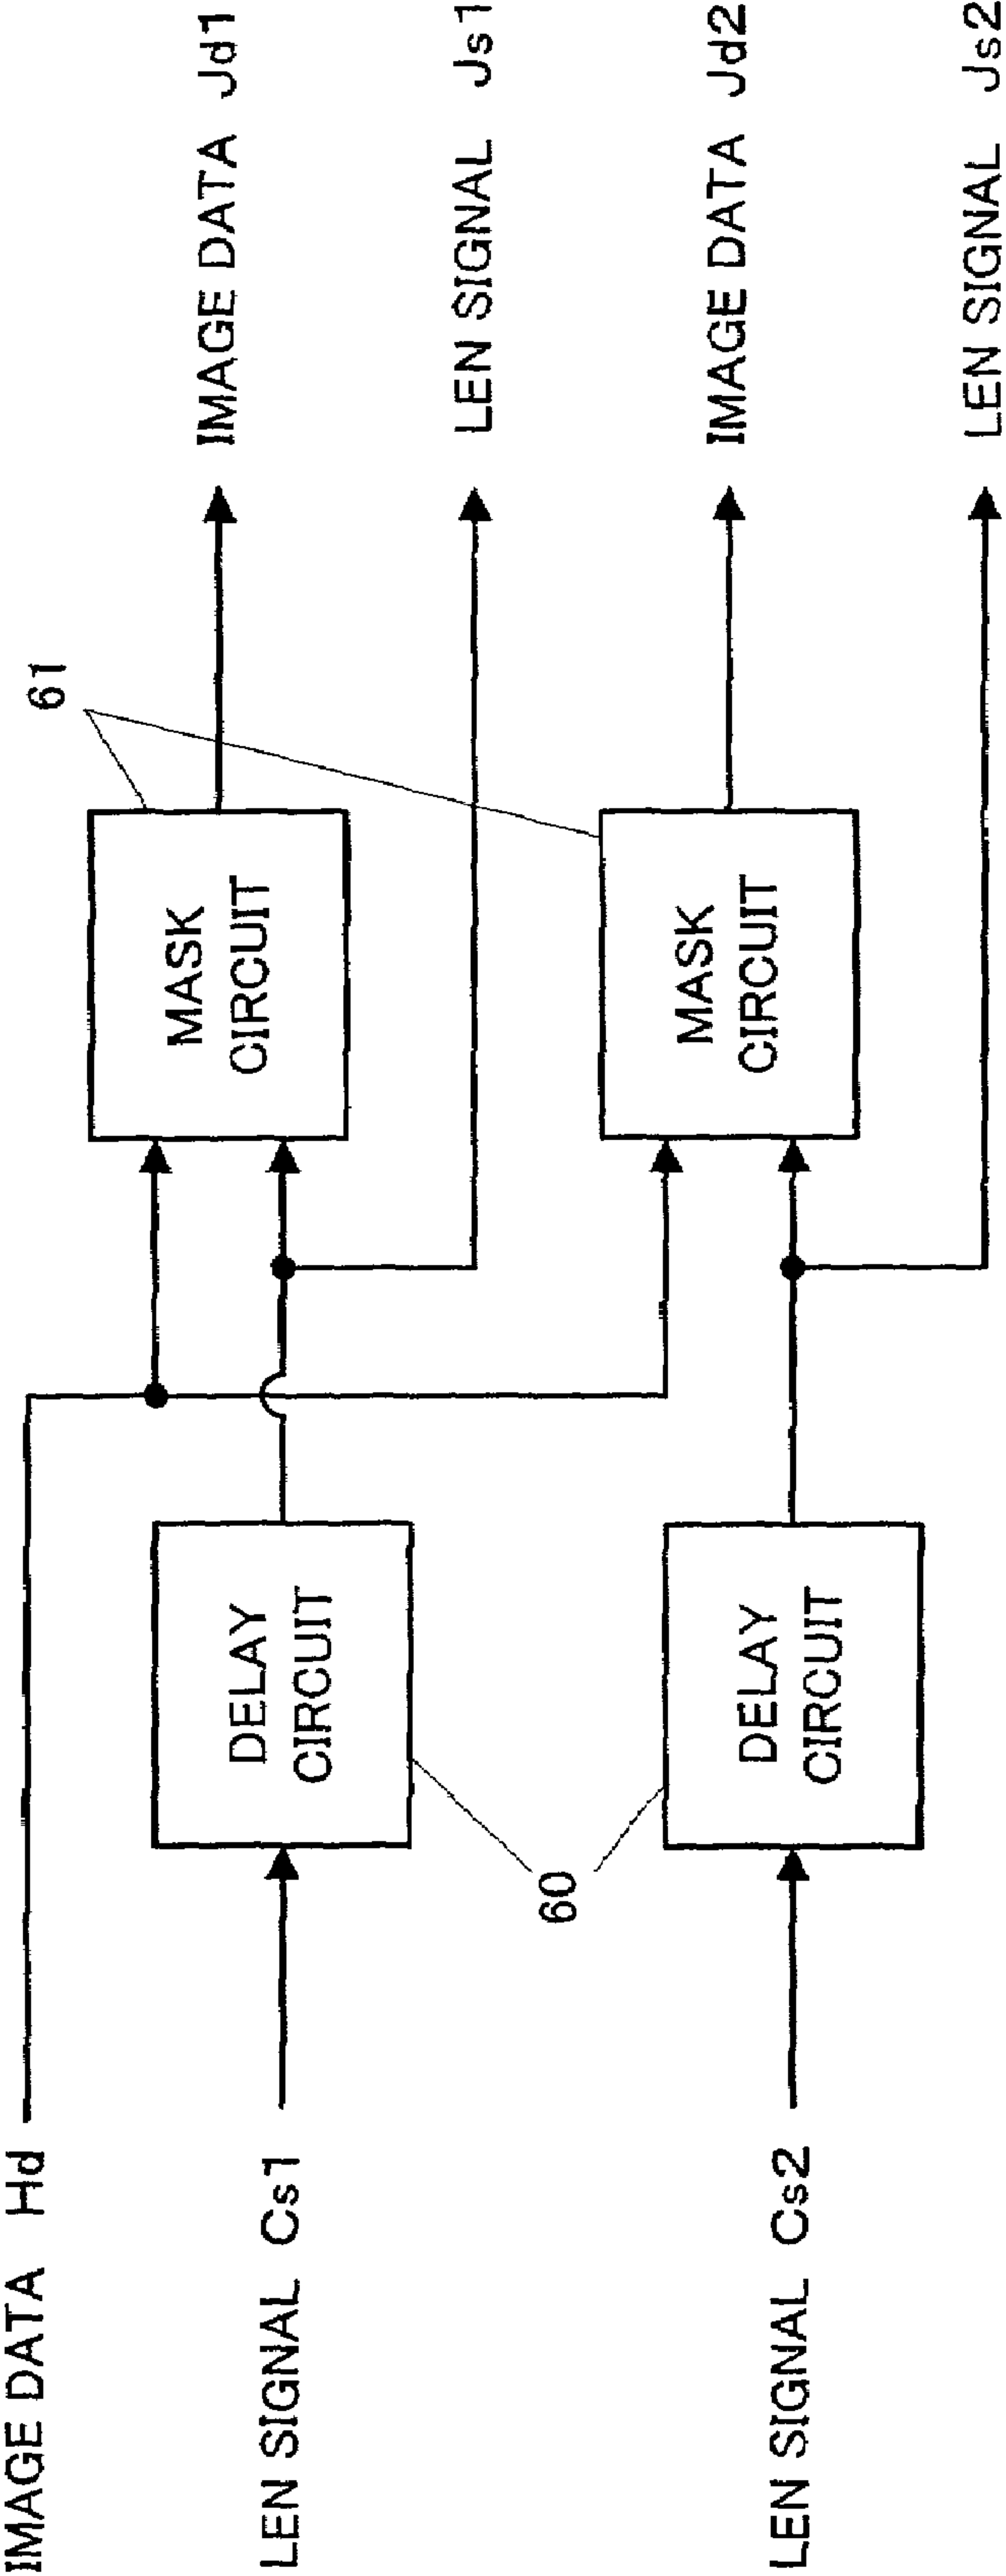 IMAGE DATA Hd
LEN SIGNAL Cs1
LEN SIGNAL Cs2
60
DELAY
CIRCUIT
DELAY
CIRCUIT
61
MASK
CIRCUIT
MASK
CIRCUIT
IMAGE DATA Jd1
LEN SIGNAL Js1
IMAGE DATA Jd2
LEN SIGNAL Js2